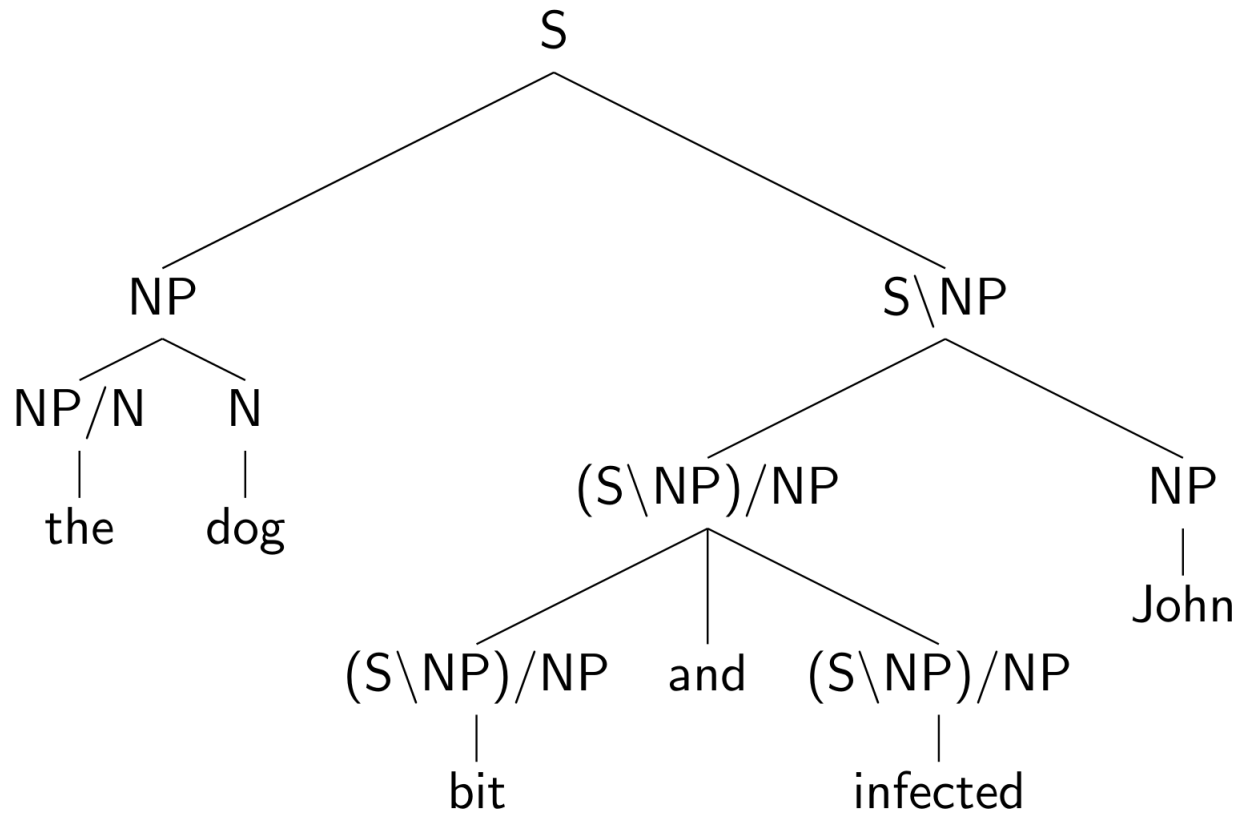 S
NP S\NP
NP/N N
(S\NP)/NP NP
the dog
John
(S\NP)/NP and (S\NP)/NP
bit infected